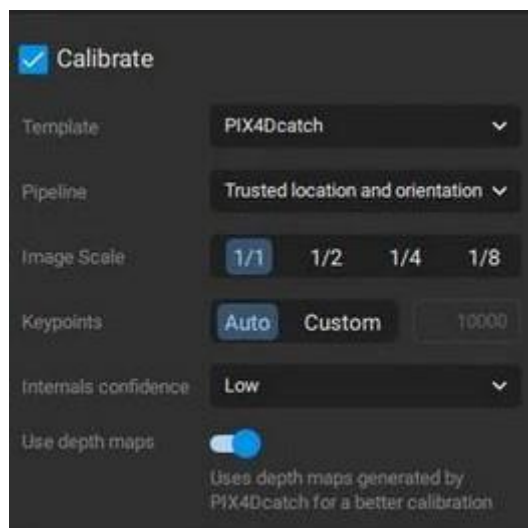 Calibrate
Template PIX4Dcatch
Pipeline Trusted location and orientation
Image Scale 1/1 1/2 1/4 1/8
Keypoints Auto Custom 10000
Internals confidence Low
Use depth maps
Uses depth maps generated by
PIX4Dcatch for a better calibration